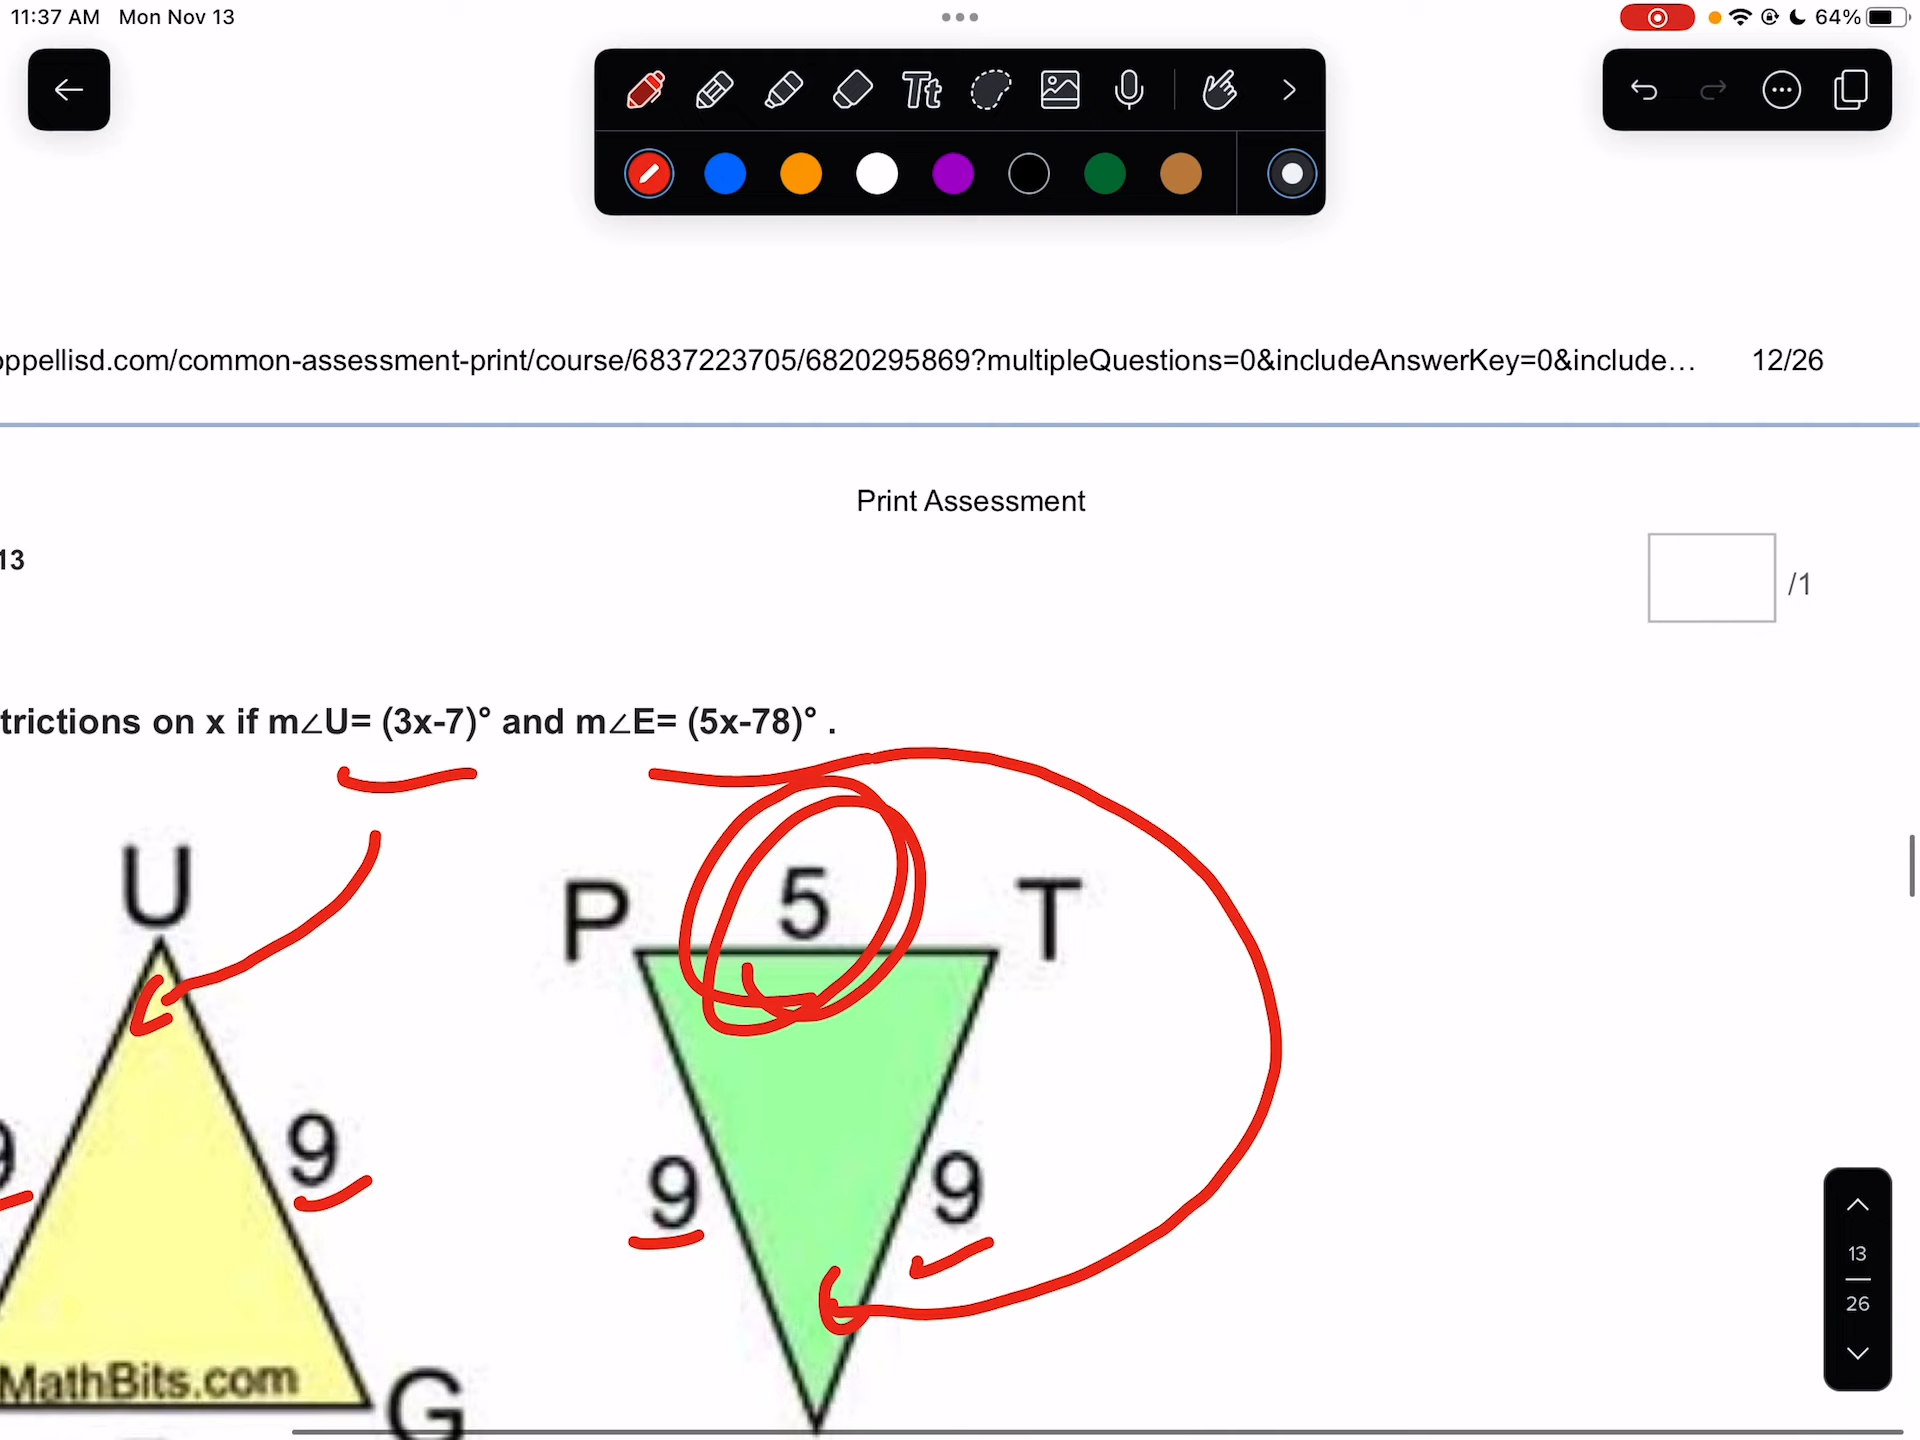 11:37 AM Mon Nov 13
64%
Tt
oppellisd.com/common-assessment-print/course/6837223705/6820295869?multipleQuestions=0&includeAnswerKey=0&include… 12/26
Print Assessment
13
/1
trictions on x if m∠U= (3x-7)° and m∠E= (5x-78)° .
U
P 5 T
9 9
9 9
13
26
MathBits.com
G